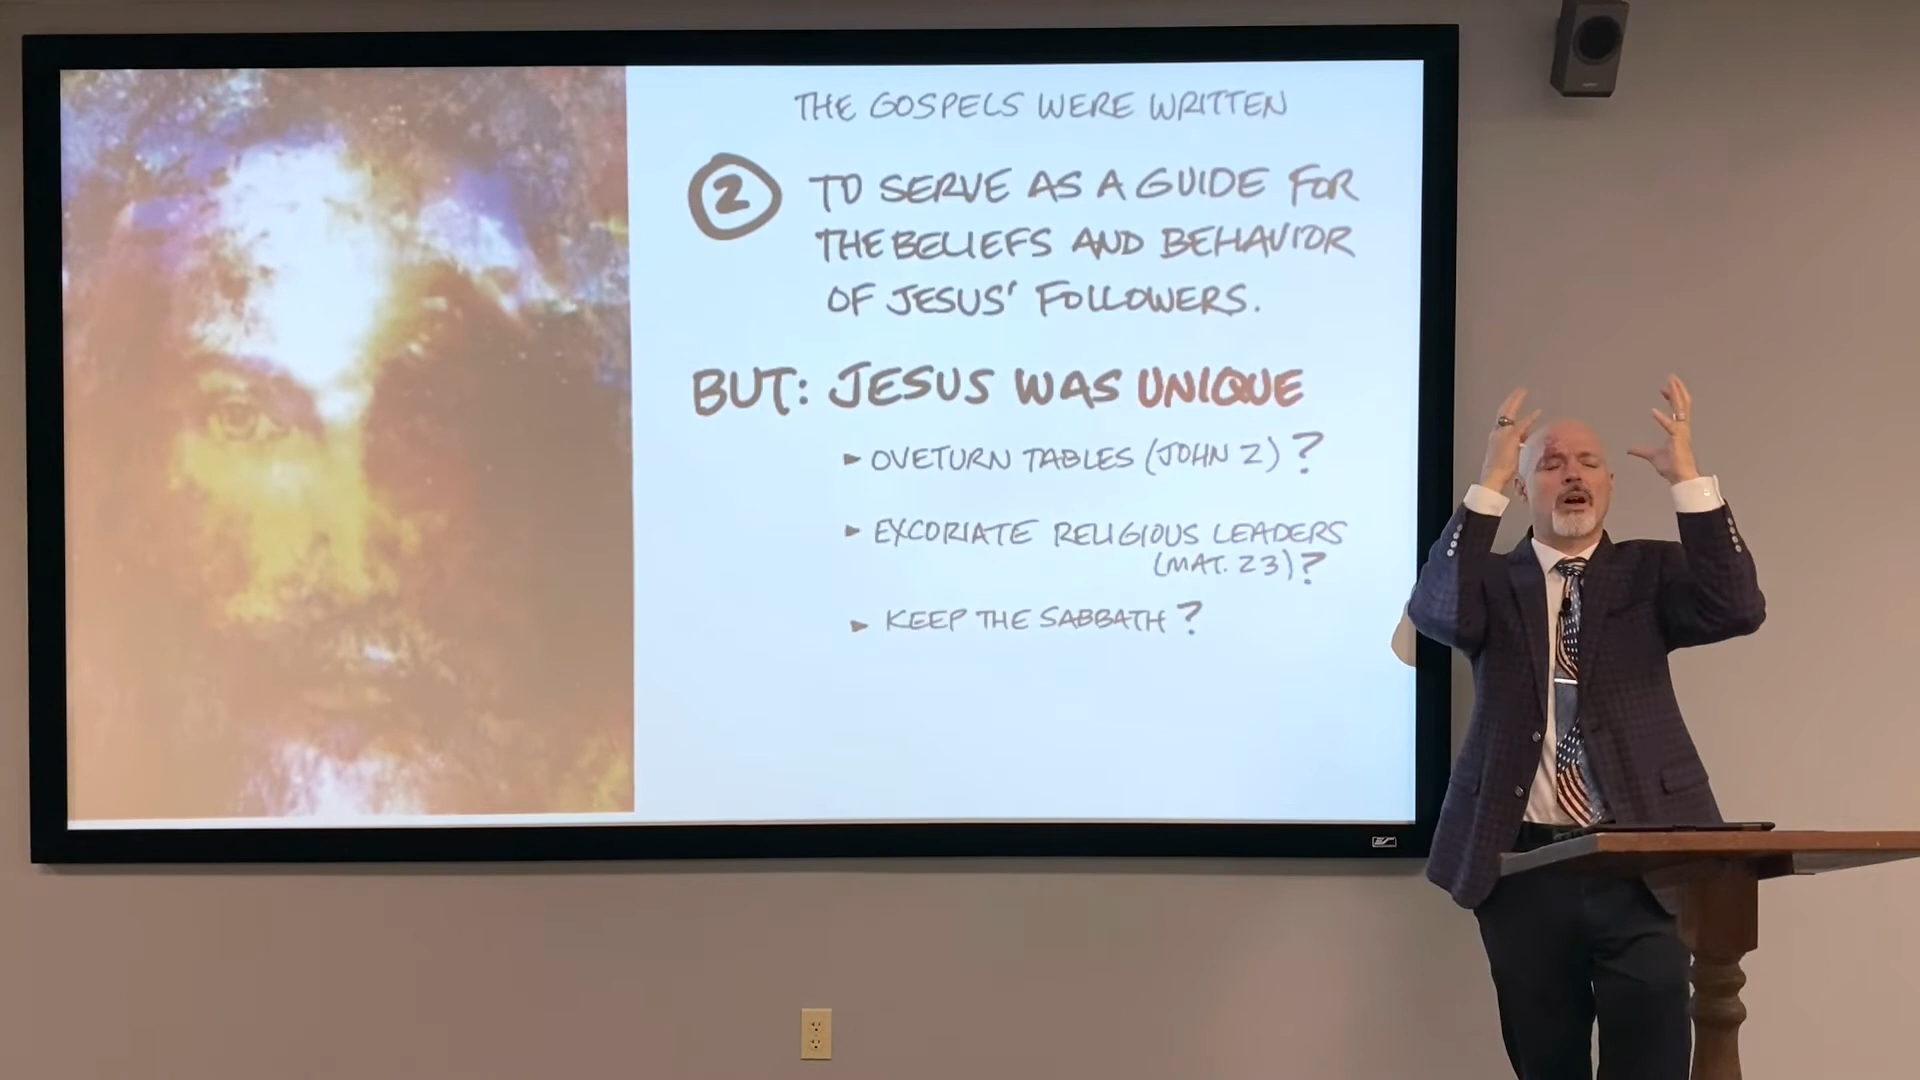 THE GOSPELS WERE WRITTEN
2 TO SERVE AS A GUIDE FOR
THE BELIEFS AND BEHAVIOR
OF JESUS' FOLLOWERS.
BUT: JESUS WAS UNIQUE
▸ OVETURN TABLES (JOHN 2)?
▸ EXCORIATE RELIGIOUS LEADERS
(MAT. 23)?
▸ KEEP THE SABBATH?